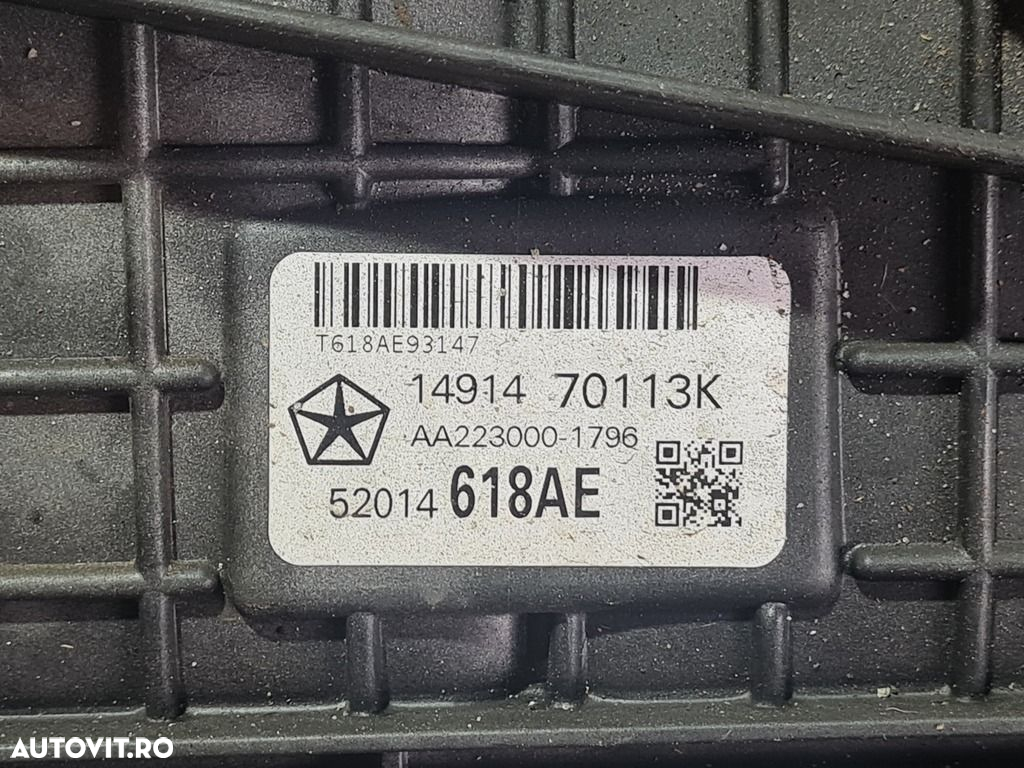 T618AE93147
14914 70113K
AA223000-1796
52014 618AE
AUTOVIT.RO